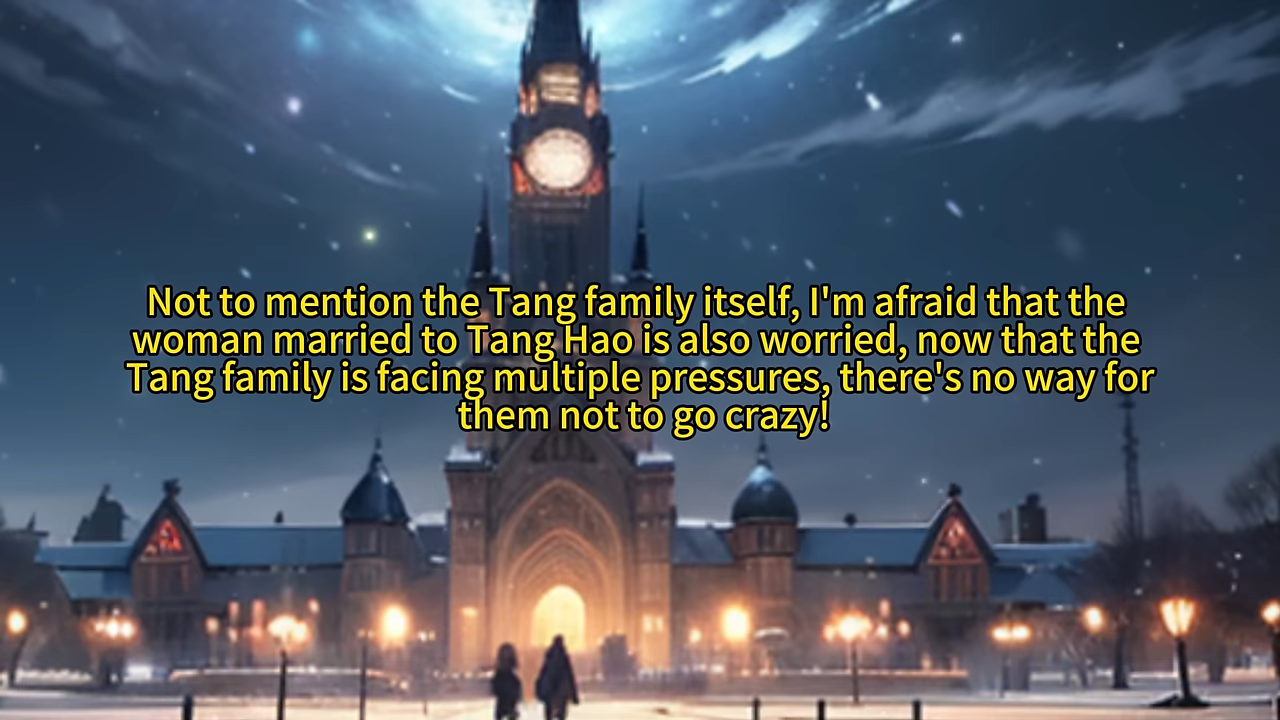 Not to mention the Tang family itself, I'm afraid that the
woman married to Tang Hao is also worried, now that the
Tang family is facing multiple pressures, there's no way for
them not to go crazy!